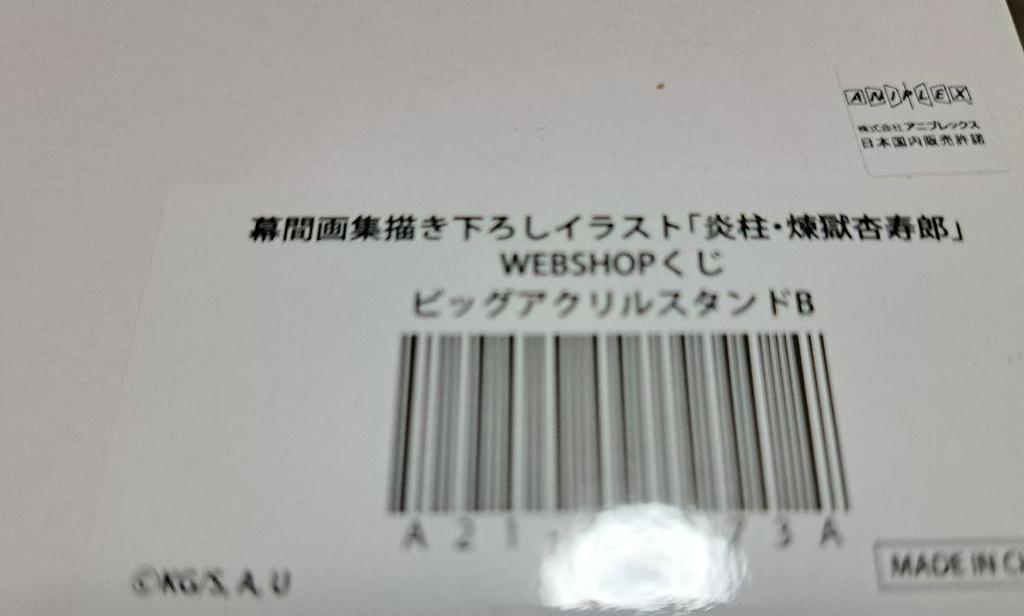 ANIPLEX
株式会社アニプレックス
日本国内販売許諾
幕間画集描き下ろしイラスト「炎柱・煉獄杏寿郎」
WEBSHOPくじ
ビッグアクリルスタンドB
A21-
73A
©KG/S, A, U
MADE IN